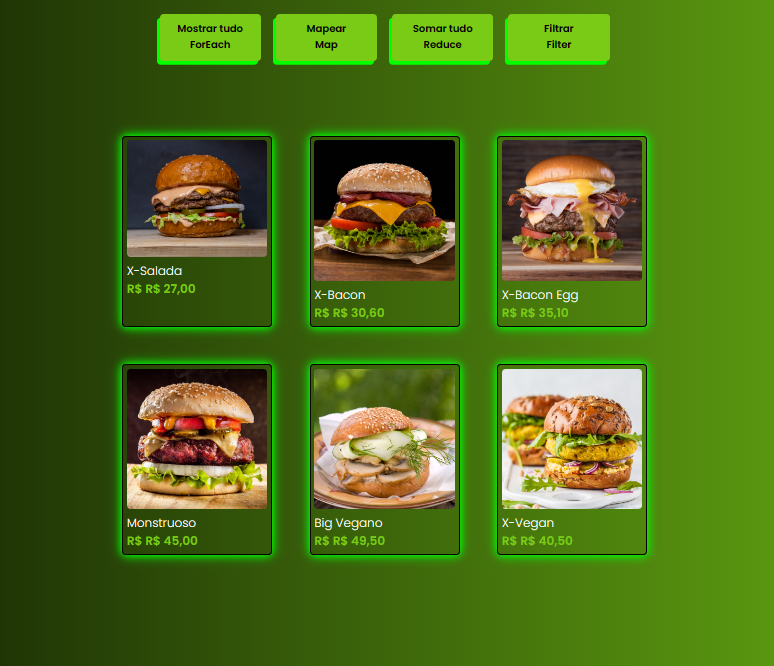 Mostrar tudo
ForEach
Mapear
Map
Somar tudo
Reduce
Filtrar
Filter
X-Salada
R$ R$ 27,00
X-Bacon
R$ R$ 30,60
X-Bacon Egg
R$ R$ 35,10
Monstruoso
R$ R$ 45,00
Big Vegano
R$ R$ 49,50
X-Vegan
R$ R$ 40,50